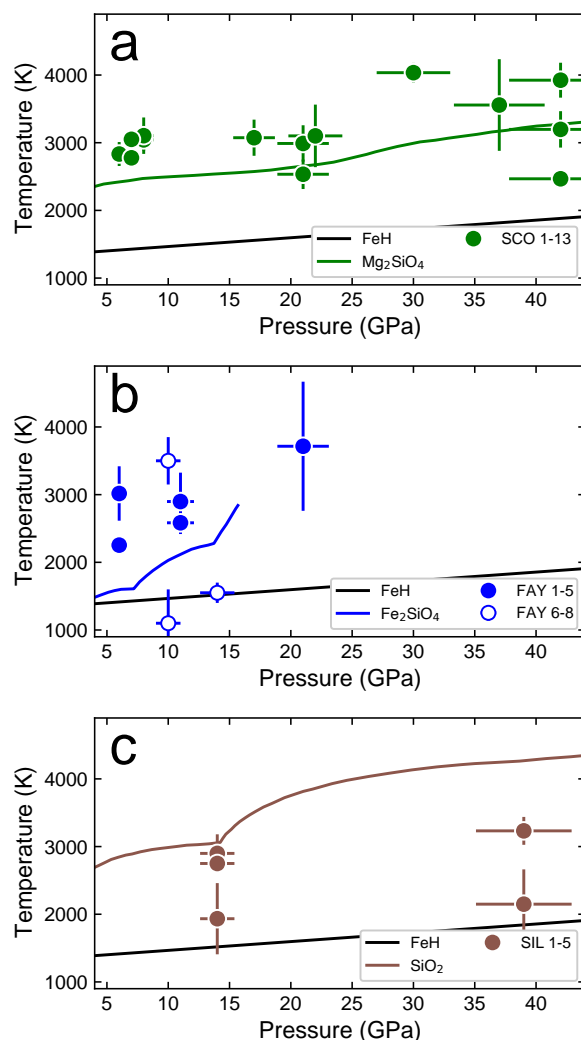 a
Temperature (K)
4000
3000
2000
1000
FeH
Mg₂SiO₄
SCO 1-13
5 10 15 20 25 30 35 40
Pressure (GPa)
b
Temperature (K)
4000
3000
2000
1000
FeH
Fe₂SiO₄
FAY 1-5
FAY 6-8
5 10 15 20 25 30 35 40
Pressure (GPa)
c
Temperature (K)
4000
3000
2000
1000
FeH
SiO₂
SIL 1-5
5 10 15 20 25 30 35 40
Pressure (GPa)